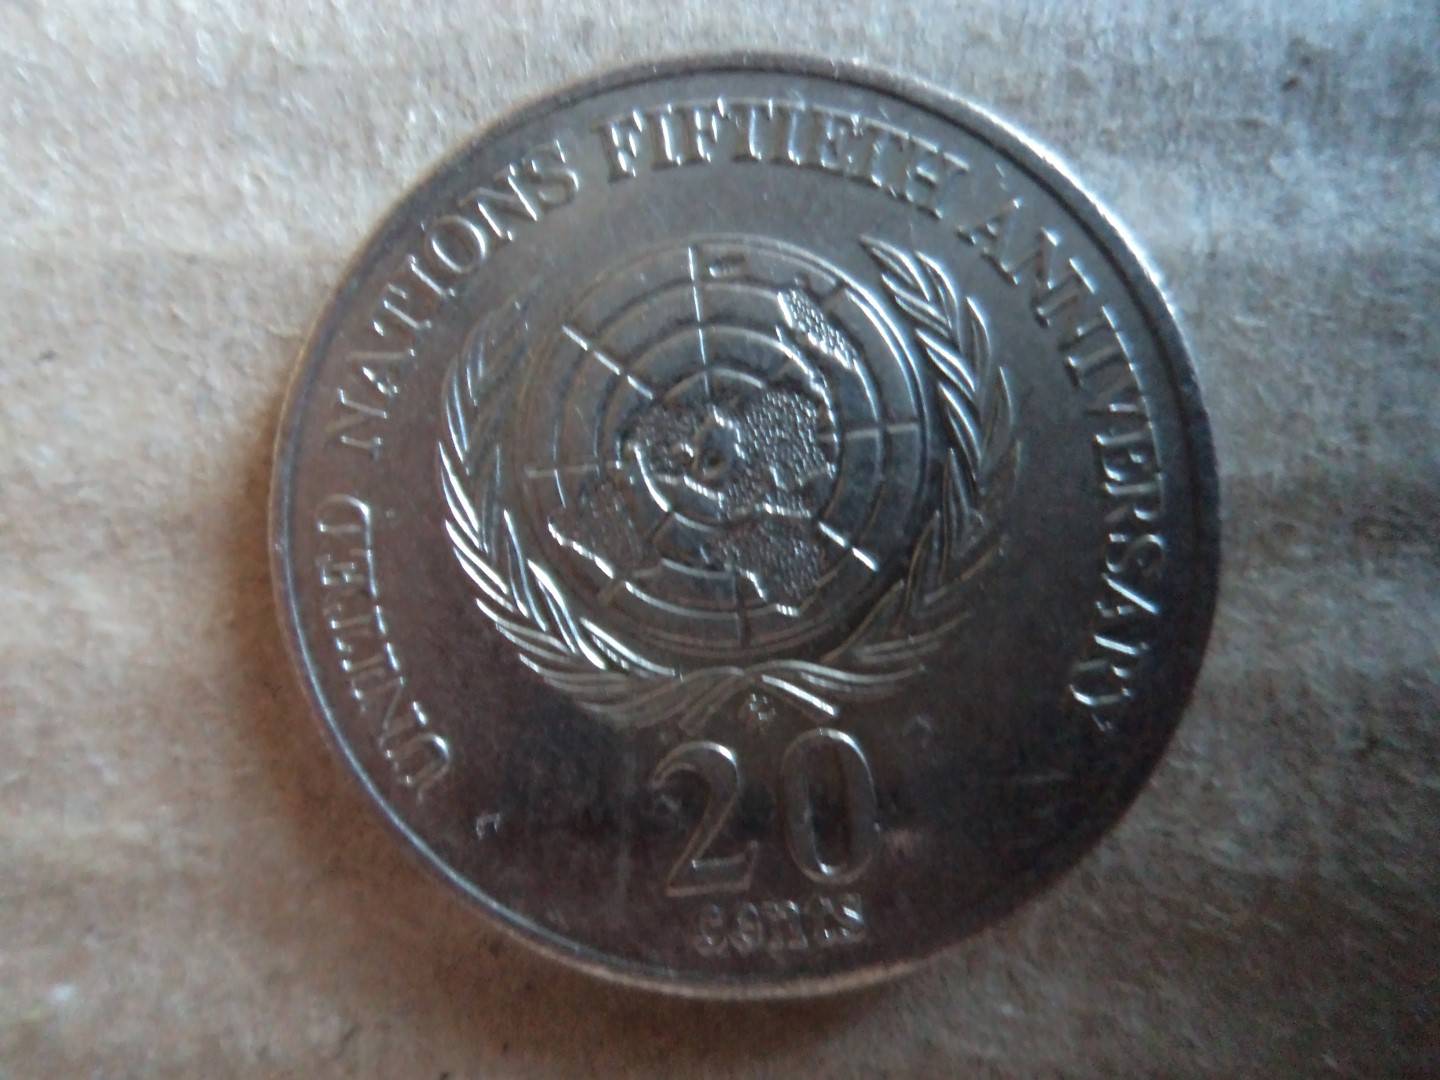 UNITED NATIONS FIFTIETH ANNIVERSARY
20
cents